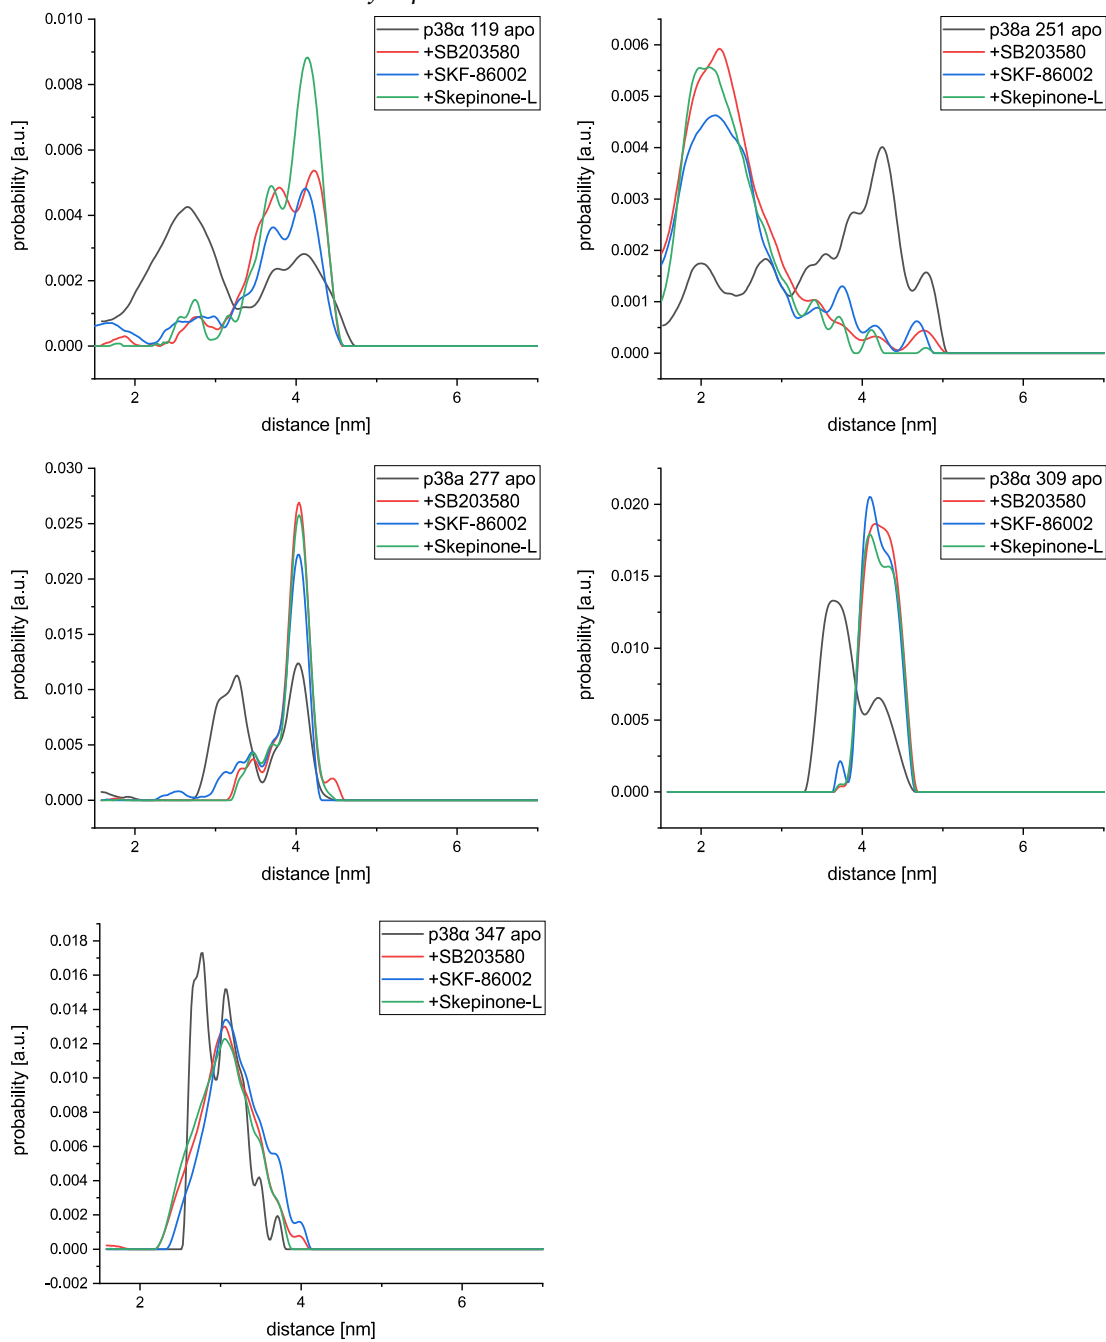 p38α 119 apo
+SB203580
+SKF-86002
+Skepinone-L
0.010
0.008
0.006
0.004
0.002
0.000
probability [a.u.]
2 4 6
distance [nm]
p38a 251 apo
+SB203580
+SKF-86002
+Skepinone-L
0.006
0.005
0.004
0.003
0.002
0.001
0.000
probability [a.u.]
2 4 6
distance [nm]
p38a 277 apo
+SB203580
+SKF-86002
+Skepinone-L
0.030
0.025
0.020
0.015
0.010
0.005
0.000
probability [a.u.]
2 4 6
distance [nm]
p38α 309 apo
+SB203580
+SKF-86002
+Skepinone-L
0.020
0.015
0.010
0.005
0.000
probability [a.u.]
2 4 6
distance [nm]
p38α 347 apo
+SB203580
+SKF-86002
+Skepinone-L
0.018
0.016
0.014
0.012
0.010
0.008
0.006
0.004
0.002
0.000
-0.002
probability [a.u.]
2 4 6
distance [nm]